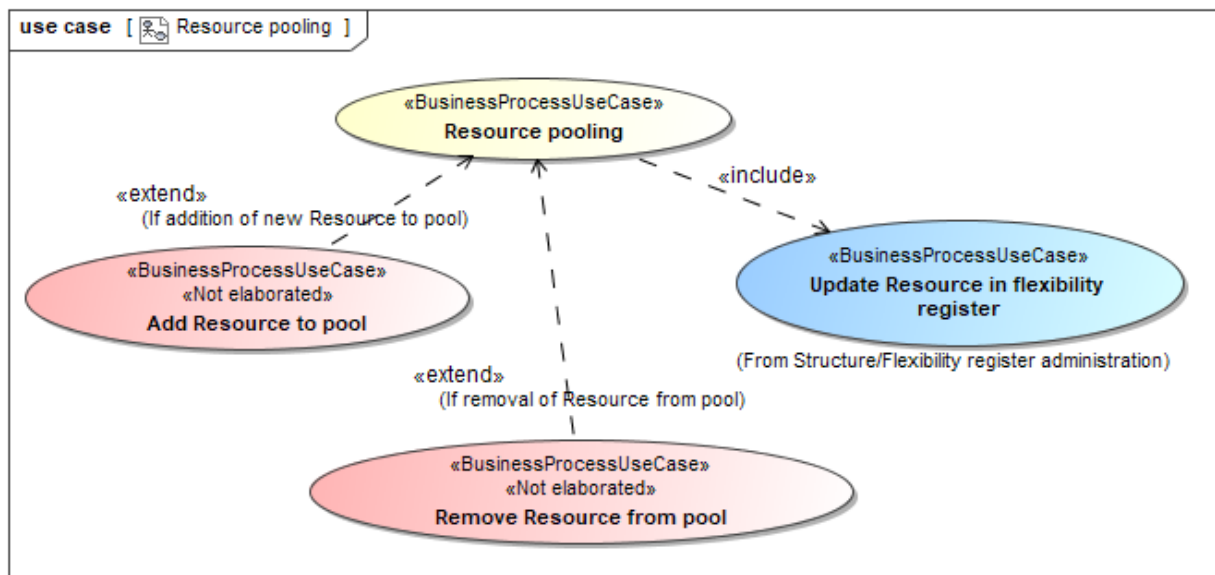 use case [ Resource pooling ]
«BusinessProcessUseCase»
Resource pooling
«extend»
(If addition of new Resource to pool)
«include»
«BusinessProcessUseCase»
«Not elaborated»
Add Resource to pool
«BusinessProcessUseCase»
Update Resource in flexibility
register
(From Structure/Flexibility register administration)
«extend»
(If removal of Resource from pool)
«BusinessProcessUseCase»
«Not elaborated»
Remove Resource from pool